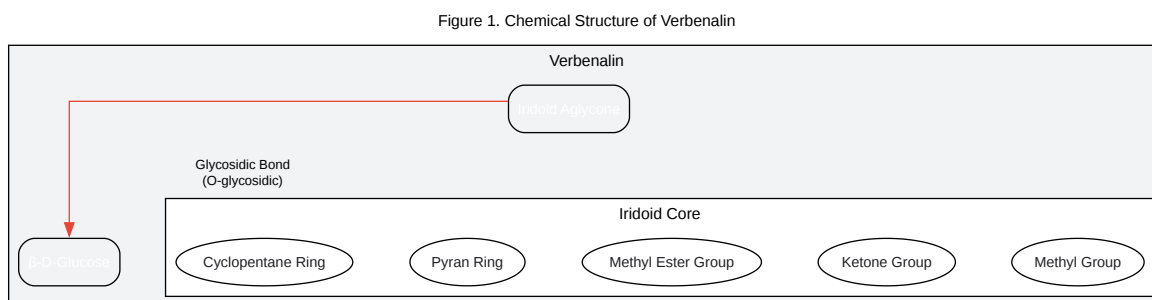 Figure 1. Chemical Structure of Verbenalin
Verbenalin
Iridoid Aglycone
Glycosidic Bond
(O-glycosidic)
Iridoid Core
β-D-Glucose
Cyclopentane Ring
Pyran Ring
Methyl Ester Group
Ketone Group
Methyl Group